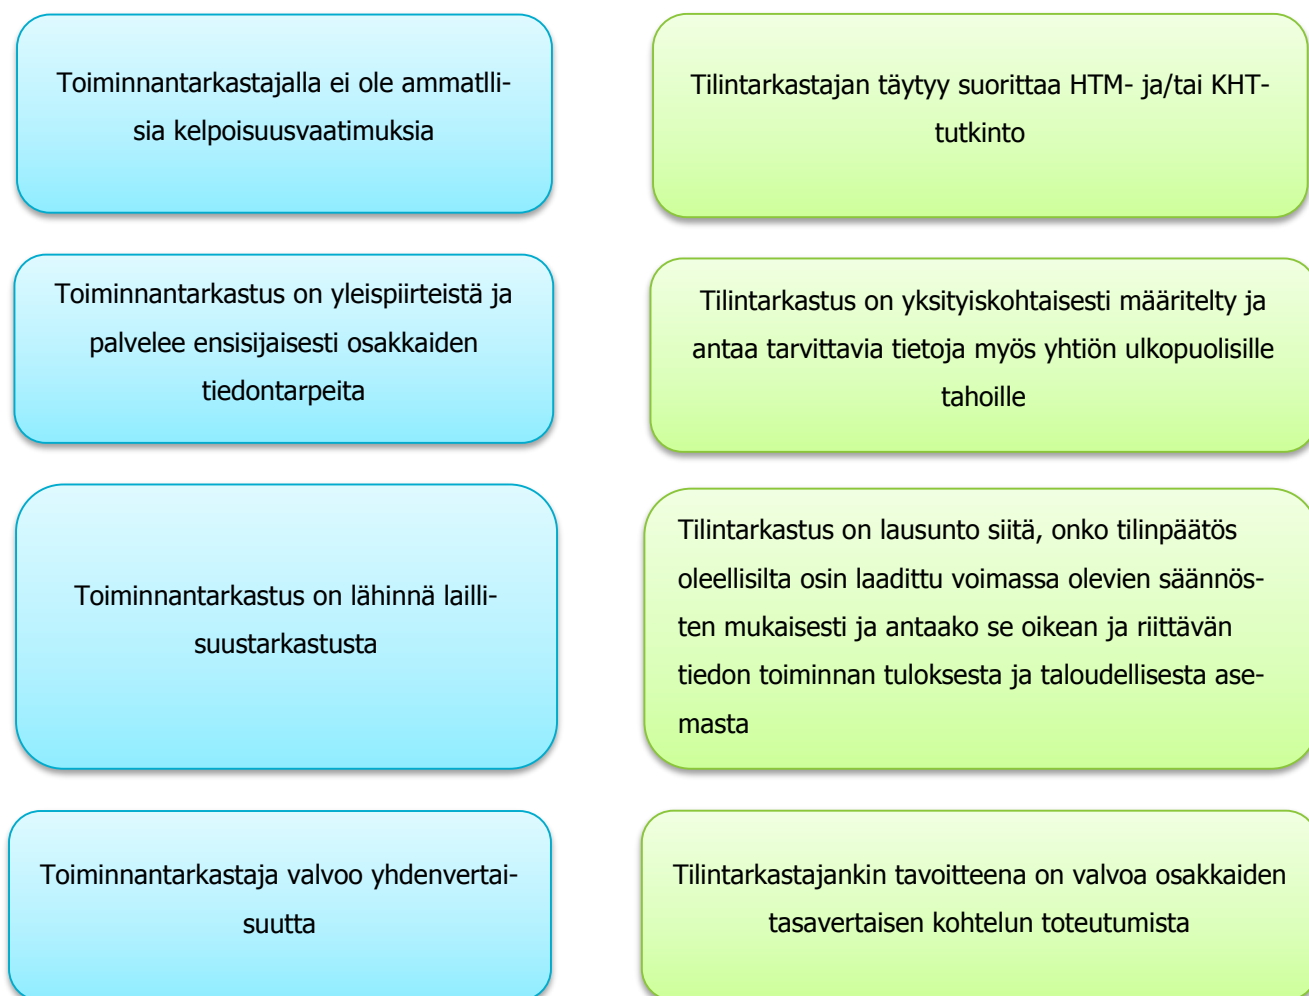 Toiminnantarkastajalla ei ole ammatlli-
sia kelpoisuusvaatimuksia
Tilintarkastajan täytyy suorittaa HTM- ja/tai KHT-
tutkinto
Toiminnantarkastus on yleispiirteistä ja
palvelee ensisijaisesti osakkaiden
tiedontarpeita
Tilintarkastus on yksityiskohtaisesti määritelty ja
antaa tarvittavia tietoja myös yhtiön ulkopuolisille
tahoille
Toiminnantarkastus on lähinnä lailli-
suustarkastusta
Tilintarkastus on lausunto siitä, onko tilinpäätös
oleellisilta osin laadittu voimassa olevien säännös-
ten mukaisesti ja antaako se oikean ja riittävän
tiedon toiminnan tuloksesta ja taloudellisesta ase-
masta
Toiminnantarkastaja valvoo yhdenvertai-
suutta
Tilintarkastajankin tavoitteena on valvoa osakkaiden
tasavertaisen kohtelun toteutumista